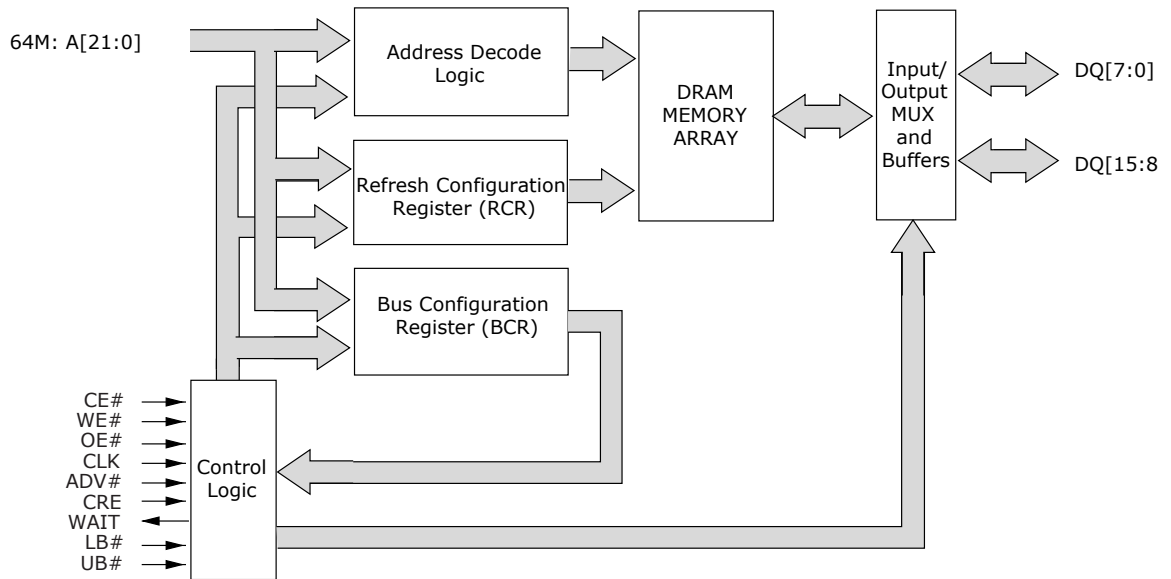 64M: A[21:0]
Address Decode
Logic
DRAM
MEMORY
ARRAY
Input/
Output
MUX
and
Buffers
DQ[7:0]
DQ[15:8
Refresh Configuration
Register (RCR)
Bus Configuration
Register (BCR)
CE#
WE#
OE#
CLK
ADV#
CRE
WAIT
LB#
UB#
Control
Logic